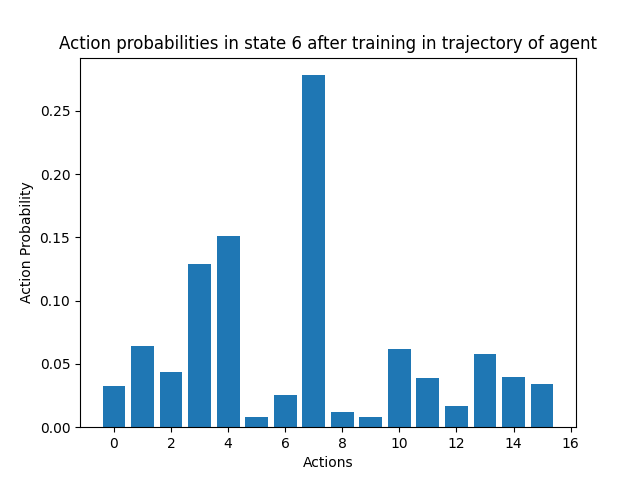 Action probabilities in state 6 after training in trajectory of agent
0.25
0.20
0.15
0.10
0.05
0.00
Action Probability
0 2 4 6 8 10 12 14 16
Actions